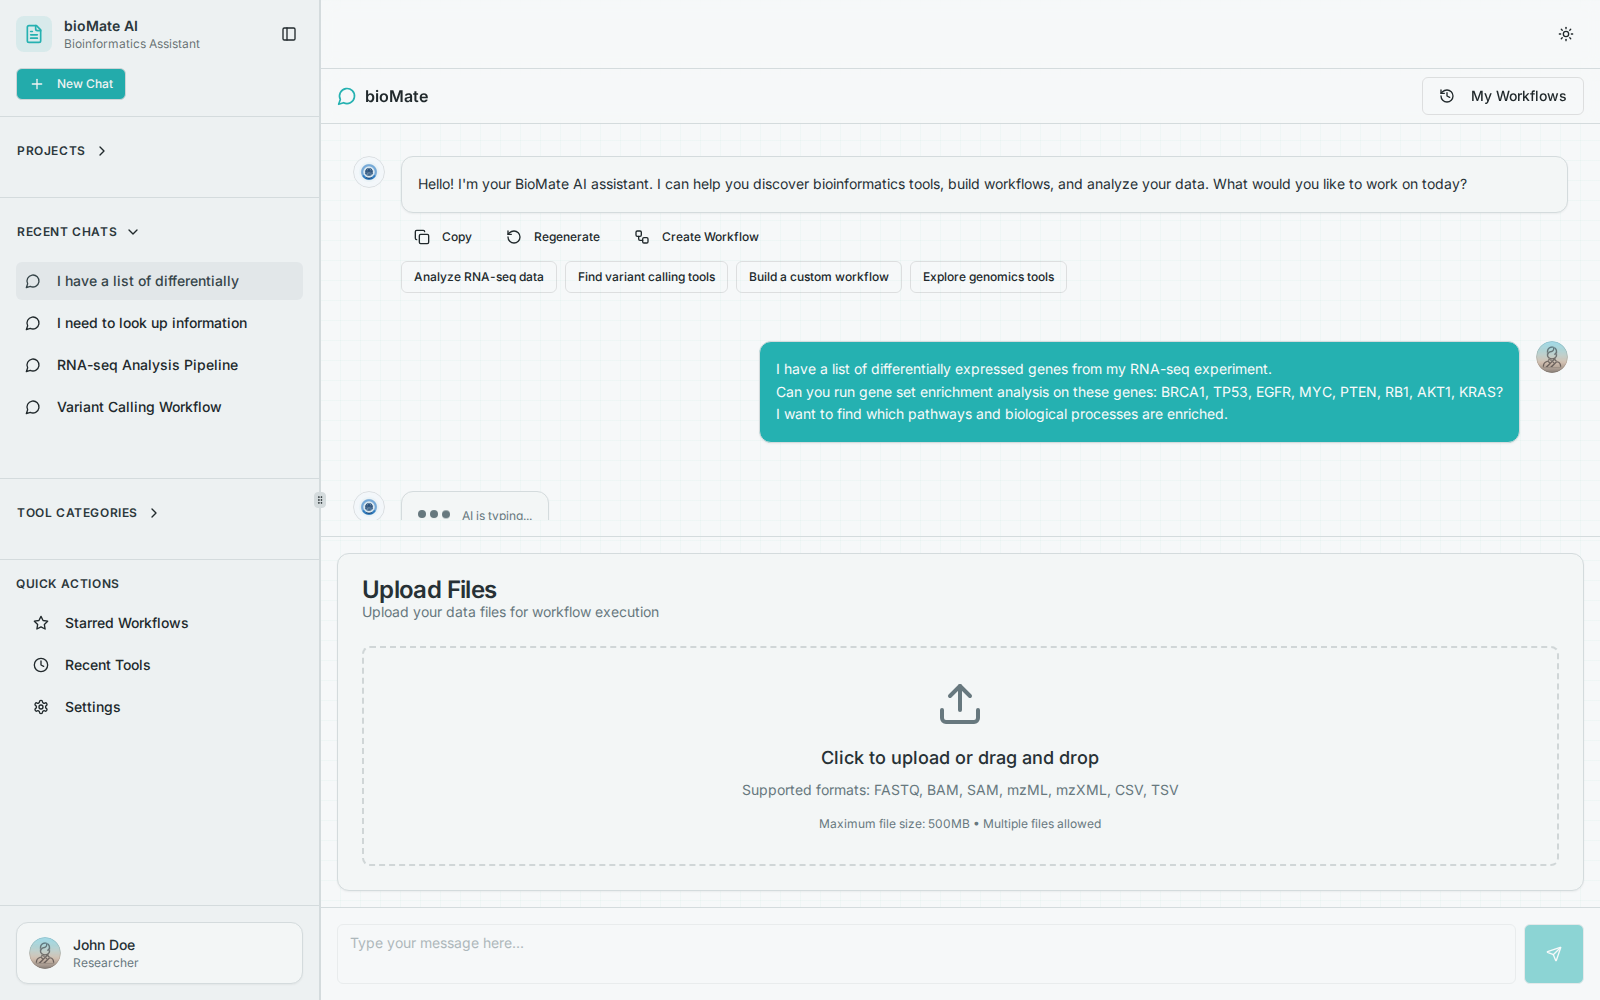 bioMate AI
Bioinformatics Assistant
New Chat
PROJECTS
RECENT CHATS
I have a list of differentially
I need to look up information
RNA-seq Analysis Pipeline
Variant Calling Workflow
TOOL CATEGORIES
QUICK ACTIONS
Starred Workflows
Recent Tools
Settings
John Doe
Researcher
bioMate
My Workflows
Hello! I'm your BioMate AI assistant. I can help you discover bioinformatics tools, build workflows, and analyze your data. What would you like to work on today?
Copy Regenerate Create Workflow
Analyze RNA-seq data Find variant calling tools Build a custom workflow Explore genomics tools
I have a list of differentially expressed genes from my RNA-seq experiment.
Can you run gene set enrichment analysis on these genes: BRCA1, TP53, EGFR, MYC, PTEN, RB1, AKT1, KRAS?
I want to find which pathways and biological processes are enriched.
AI is typing...
Upload Files
Upload your data files for workflow execution
Click to upload or drag and drop
Supported formats: FASTQ, BAM, SAM, mzML, mzXML, CSV, TSV
Maximum file size: 500MB • Multiple files allowed
Type your message here...